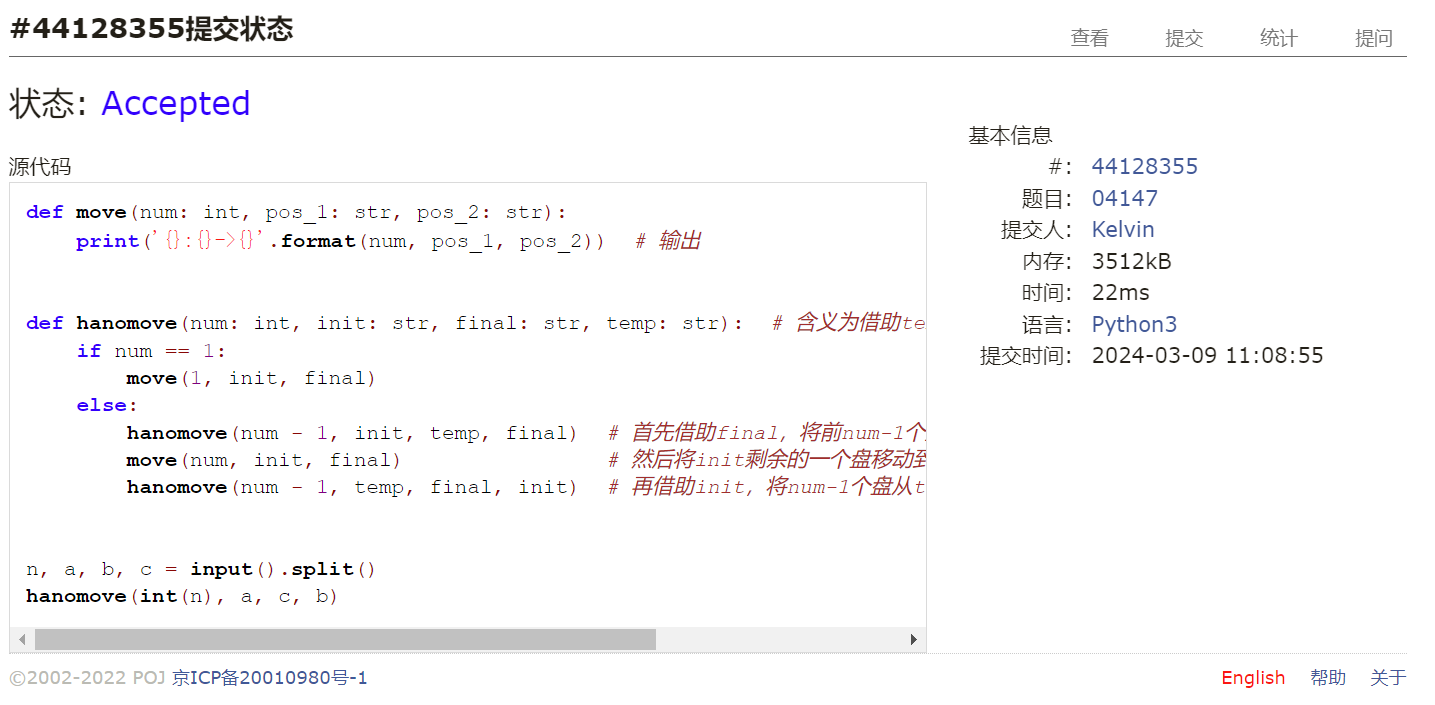 #44128355提交状态
查看 提交 统计 提问
状态: Accepted
源代码
def move(num: int, pos_1: str, pos_2: str):
    print('{}:{}->{}'.format(num, pos_1, pos_2))  # 输出
def hanomove(num: int, init: str, final: str, temp: str):  # 含义为借助te
    if num == 1:
        move(1, init, final)
    else:
        hanomove(num - 1, init, temp, final)  # 首先借助final，将前num-1个
        move(num, init, final)                # 然后将init剩余的一个盘移动到
        hanomove(num - 1, temp, final, init)  # 再借助init，将num-1个盘从t
n, a, b, c = input().split()
hanomove(int(n), a, c, b)
基本信息
#: 44128355
题目: 04147
提交人: Kelvin
内存: 3512kB
时间: 22ms
语言: Python3
提交时间: 2024-03-09 11:08:55
©2002-2022 POJ 京ICP备20010980号-1
English 帮助 关于